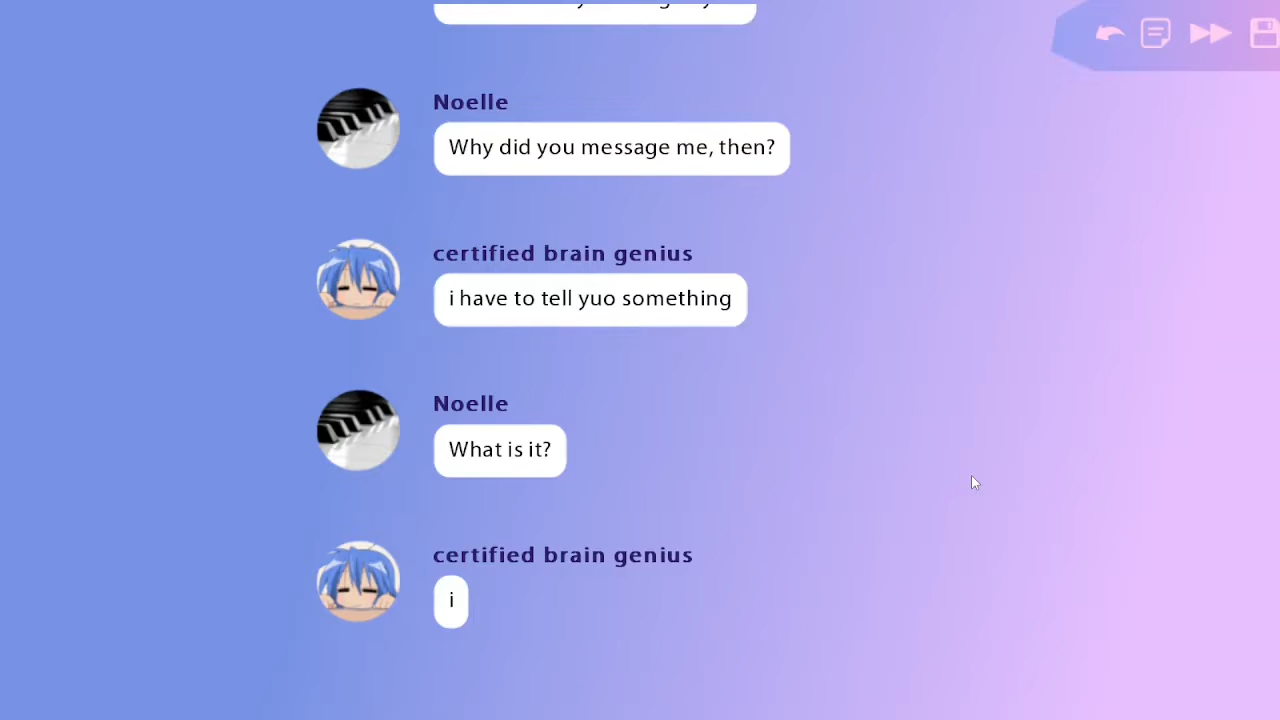 Noelle
Why did you message me, then?
certified brain genius
i have to tell yuo something
Noelle
What is it?
certified brain genius
i